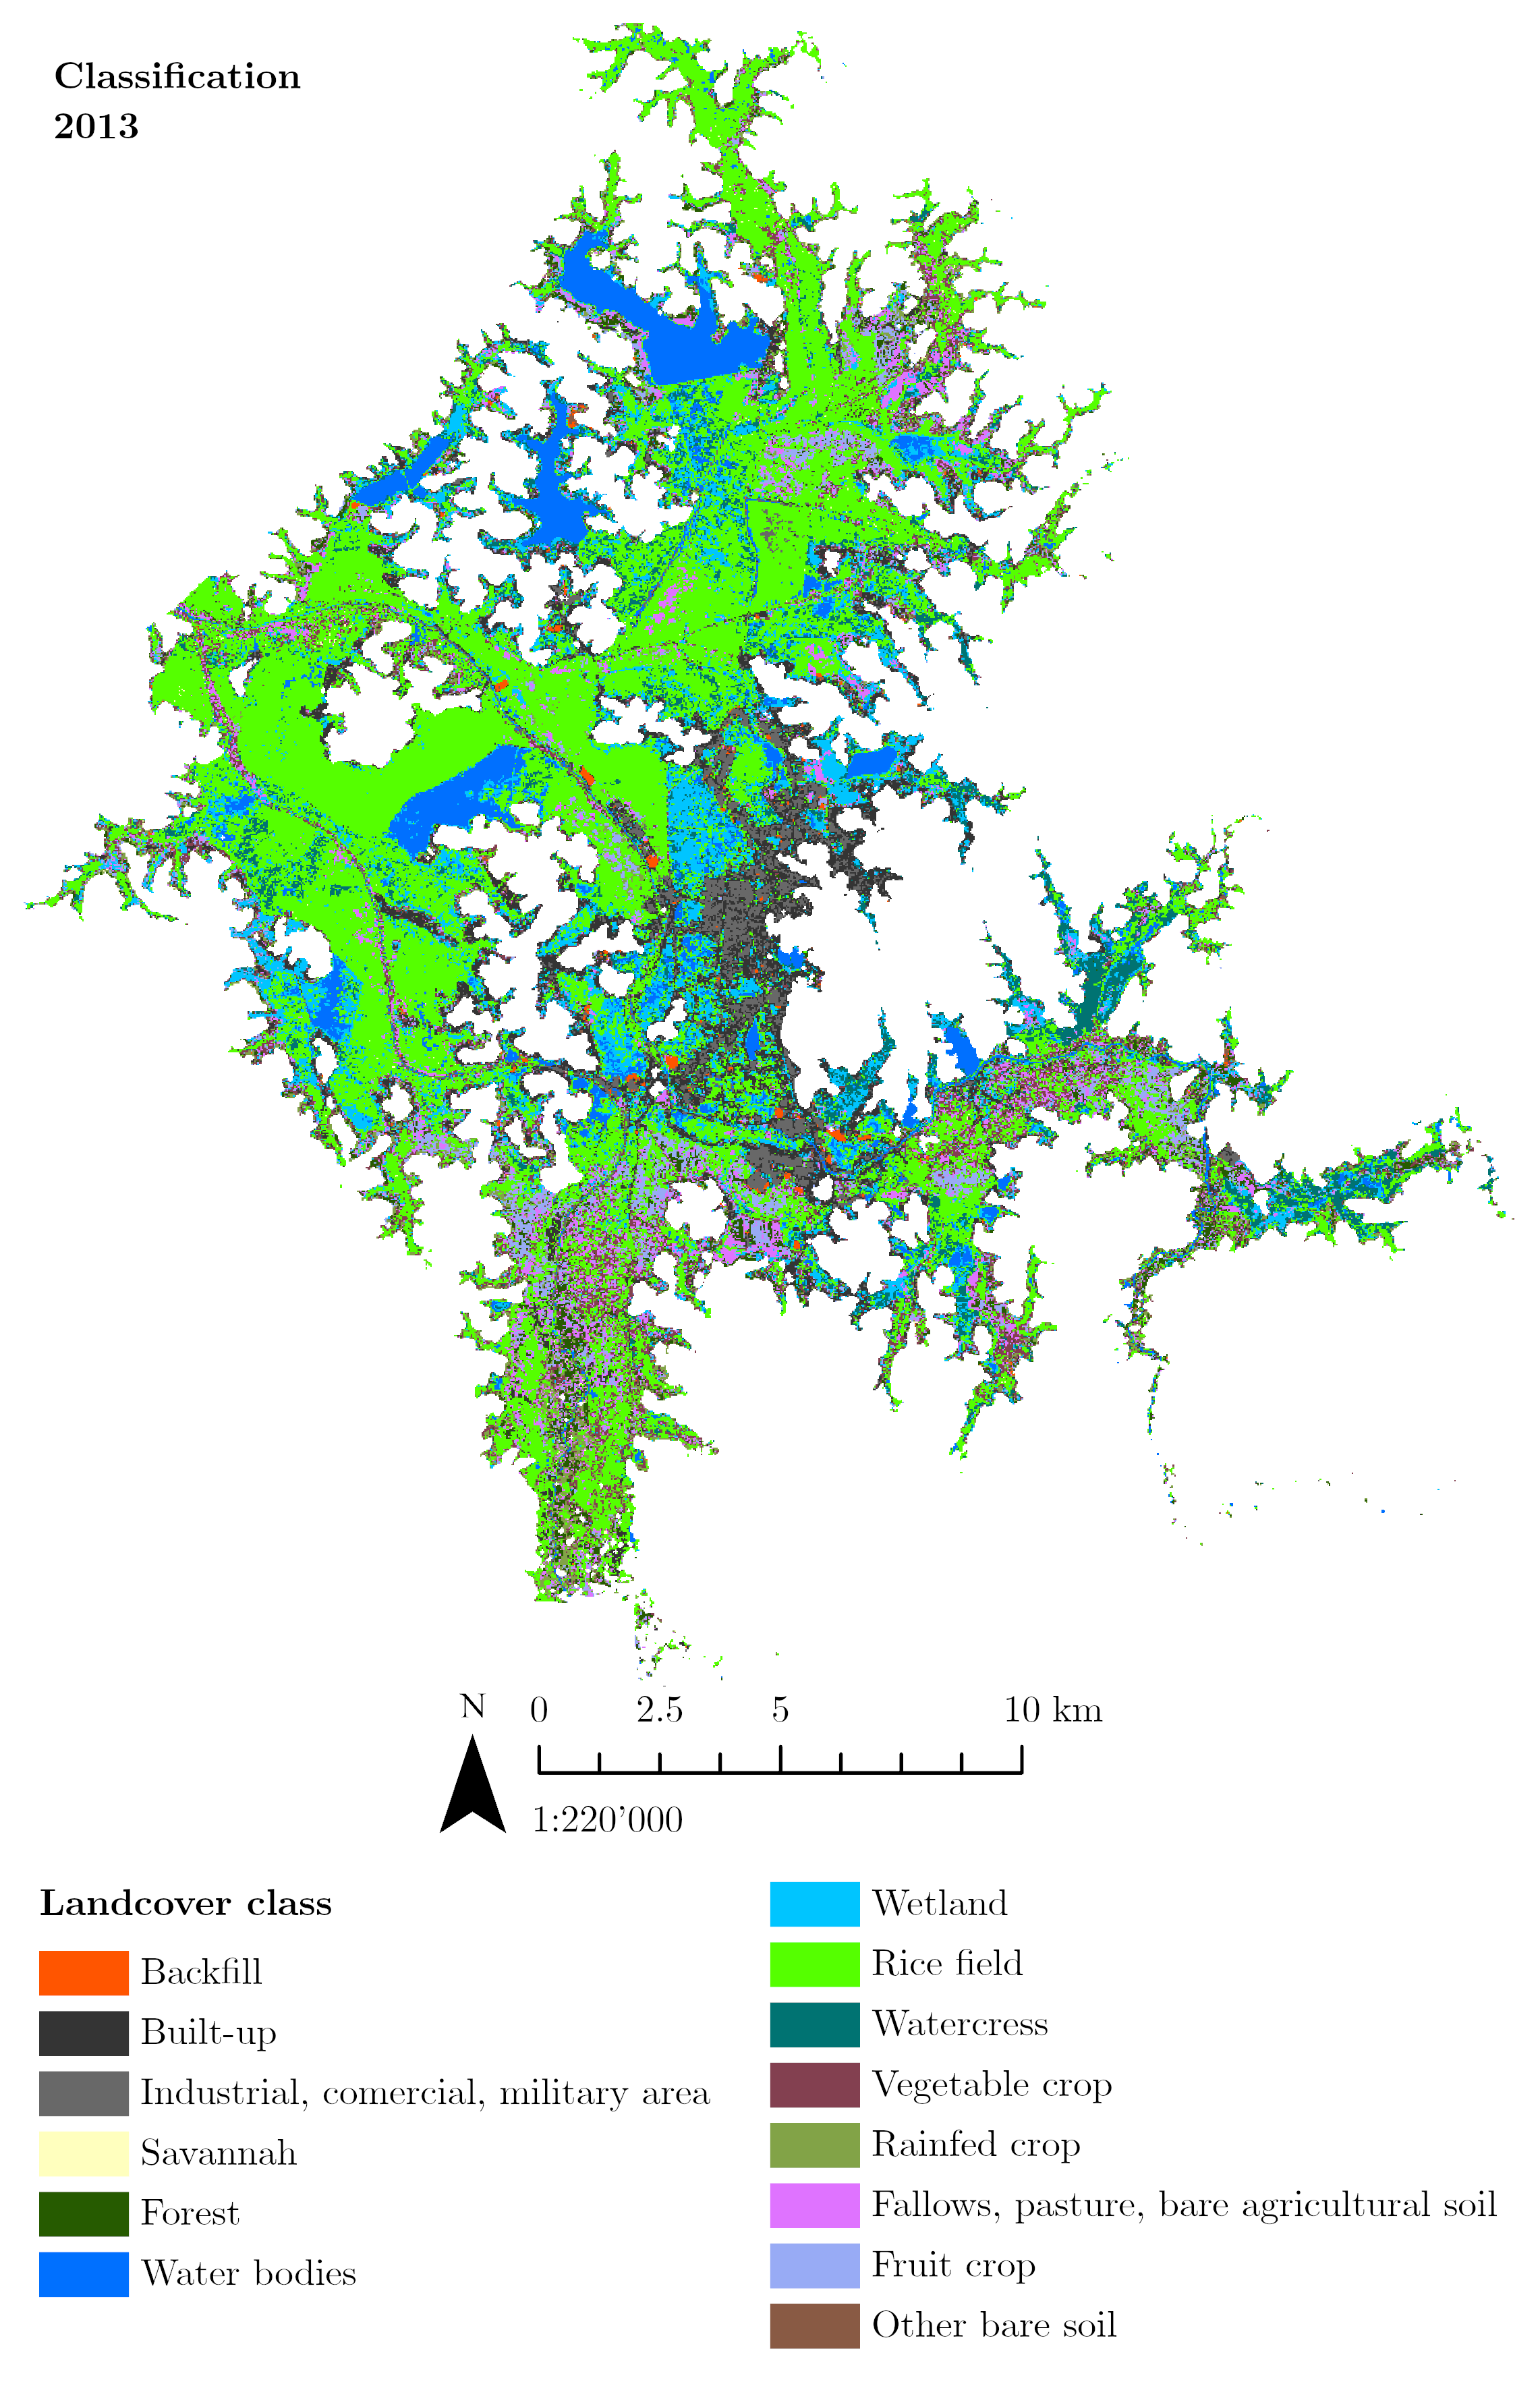 Classification
2013
N
0 2.5 5 10 km
1:220'000
Landcover class
Backfill
Built-up
Industrial, comercial, military area
Savannah
Forest
Water bodies
Wetland
Rice field
Watercress
Vegetable crop
Rainfed crop
Fallows, pasture, bare agricultural soil
Fruit crop
Other bare soil